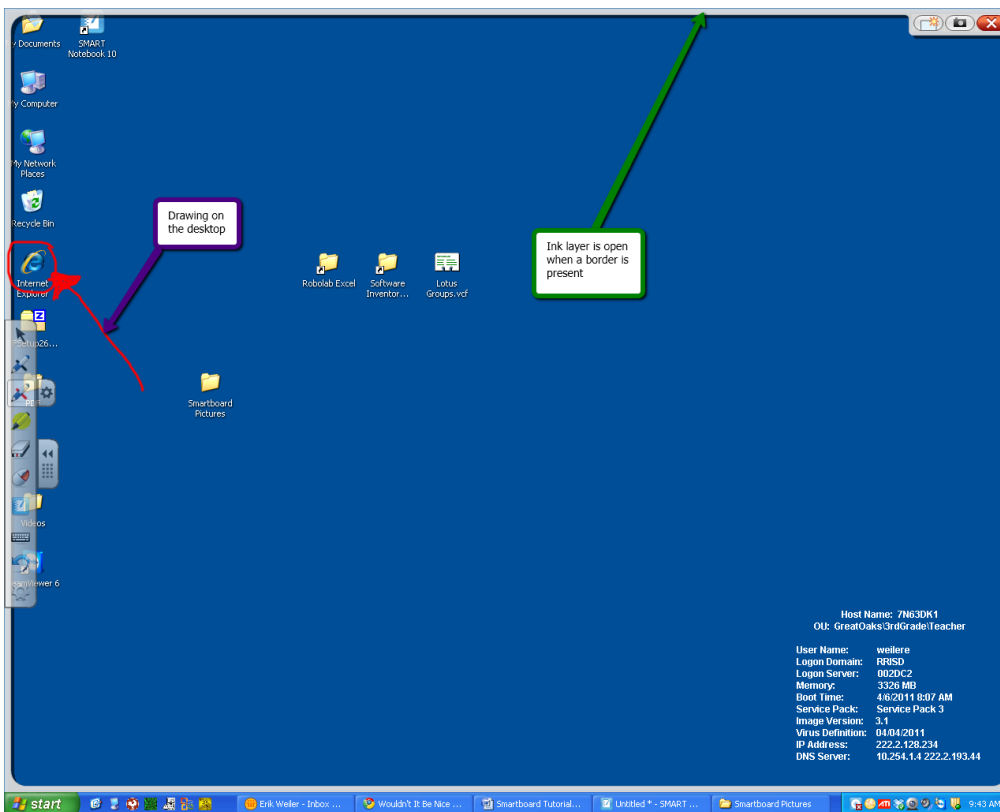 y Documents
SMART
Notebook 10
y Computer
y Network
Places
Recycle Bin
Internet
Explorer
Setup26...
PDF
Videos
eamViewer 6
Drawing on
the desktop
Robolab Excel
Software
Inventor...
Lotus
Groups.vcf
Smartboard
Pictures
Ink layer is open
when a border is
present
Host Name: 7N63DK1
OU: GreatOaks\3rdGrade\Teacher
User Name: weilere
Logon Domain: RRISD
Logon Server: 002DC2
Memory: 3326 MB
Boot Time: 4/6/2011 8:07 AM
Service Pack: Service Pack 3
Image Version: 3.1
Virus Definition: 04/04/2011
IP Address: 222.2.128.234
DNS Server: 10.254.1.4 222.2.193.44
start
Erik Weiler - Inbox ...
Wouldn't It Be Nice ...
Smartboard Tutorial...
Untitled * - SMART ...
Smartboard Pictures
9:43 AM